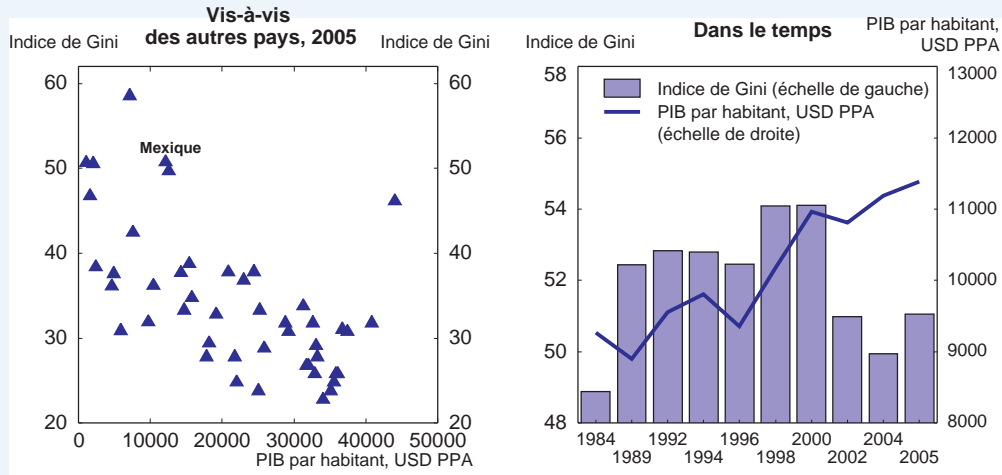 Vis-à-vis
des autres pays, 2005
Indice de Gini
Indice de Gini
60
50
40
30
20
60
50
40
30
20
Mexique
0
10000
20000
30000
40000
50000
PIB par habitant, USD PPA
Dans le temps
Indice de Gini
PIB par habitant,
USD PPA
58
56
54
52
50
48
13000
12000
11000
10000
9000
8000
Indice de Gini (échelle de gauche)
PIB par habitant, USD PPA
(échelle de droite)
1984
1989
1992
1994
1996
1998
2000
2002
2004
2005